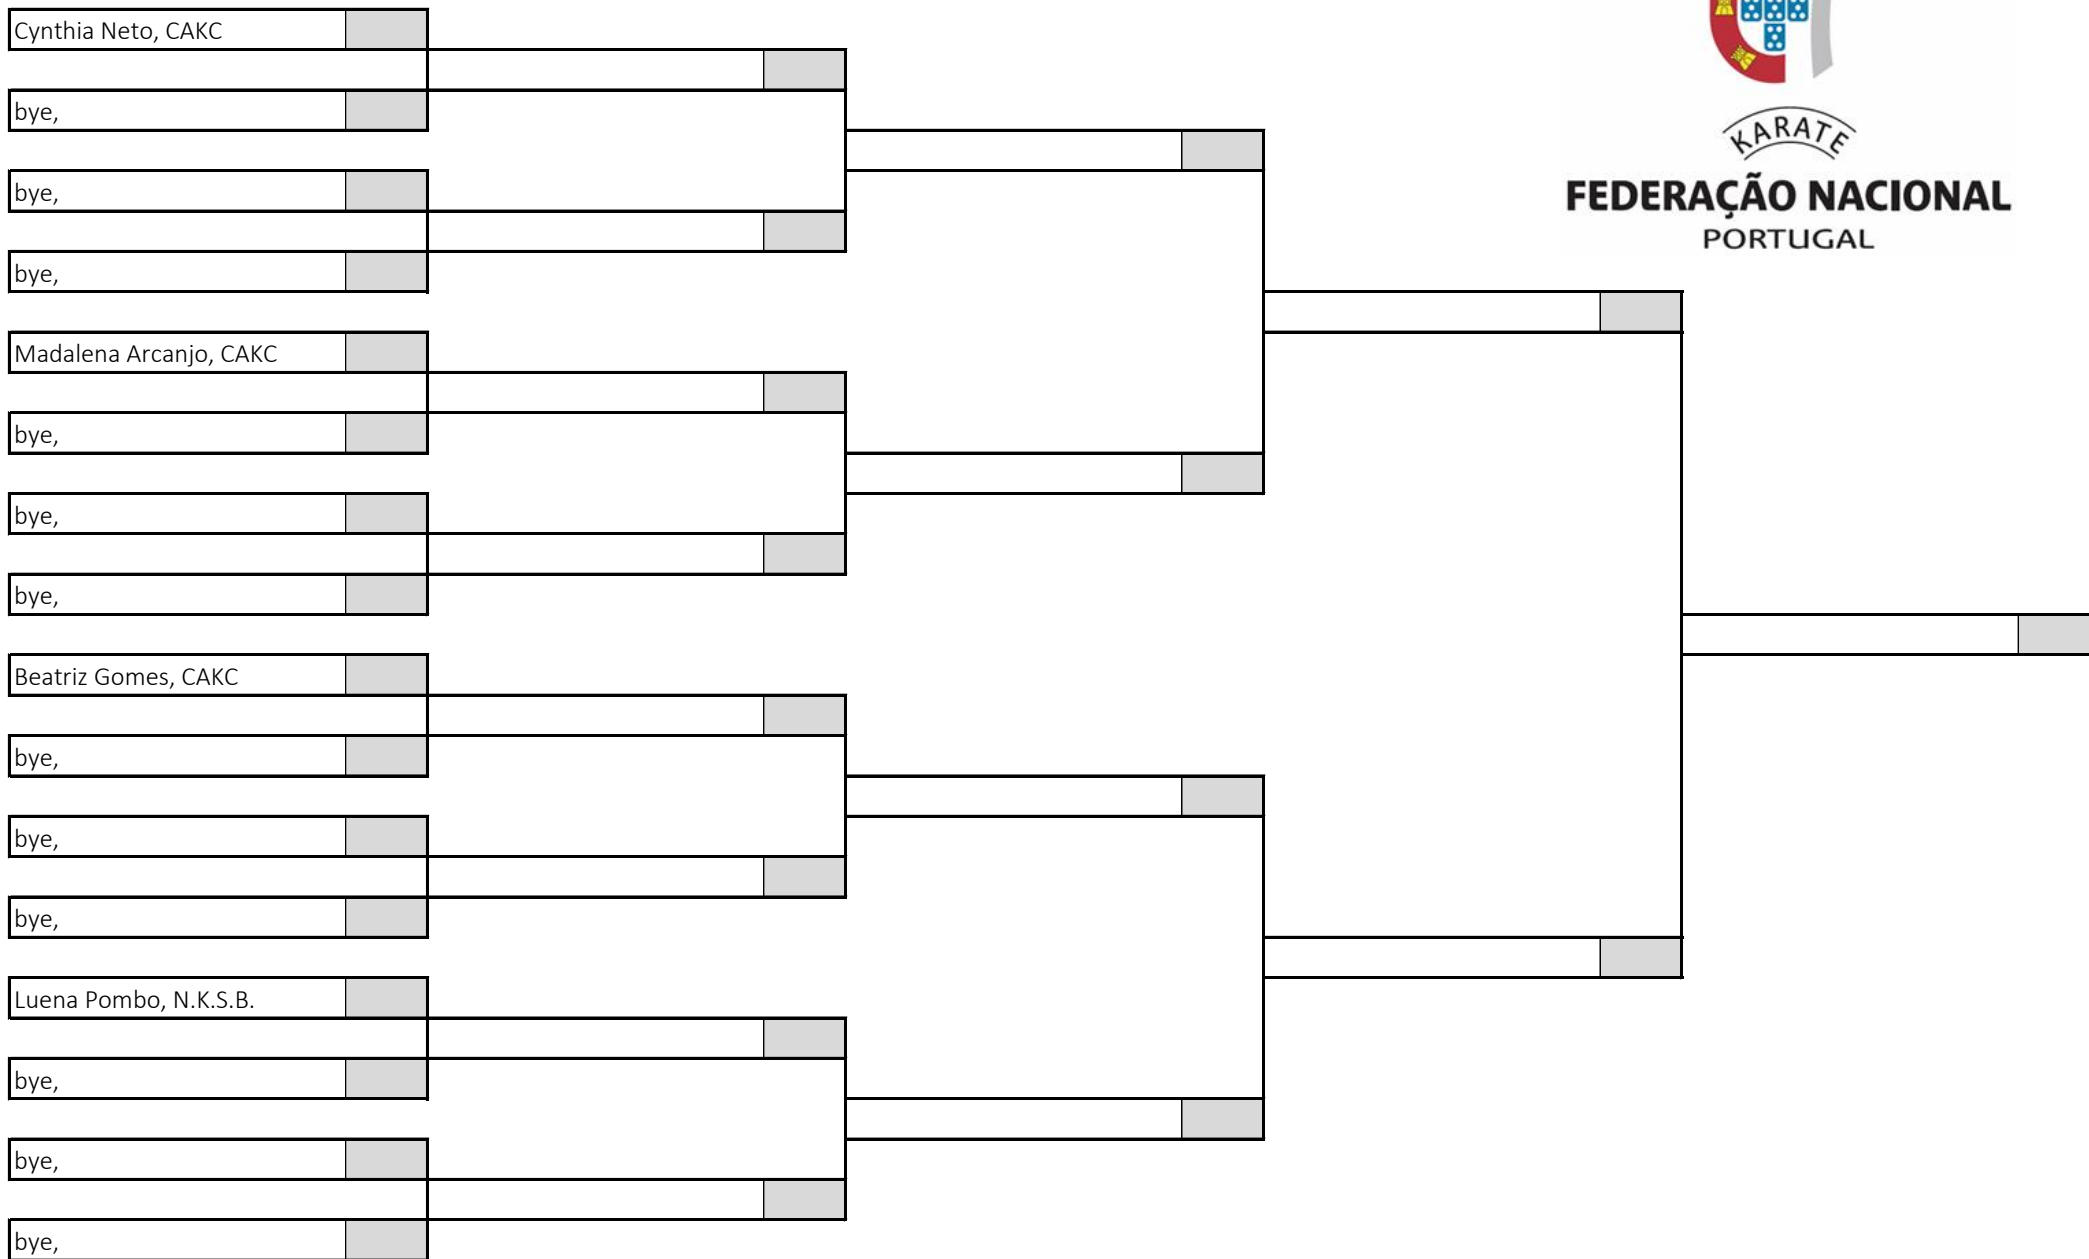 Cynthia Neto, CAKC
bye,
bye,
bye,
Madalena Arcanjo, CAKC
bye,
bye,
bye,
Beatriz Gomes, CAKC
bye,
bye,
bye,
Luena Pombo, N.K.S.B.
bye,
bye,
bye,
KARATE
FEDERAÇÃO NACIONAL
PORTUGAL